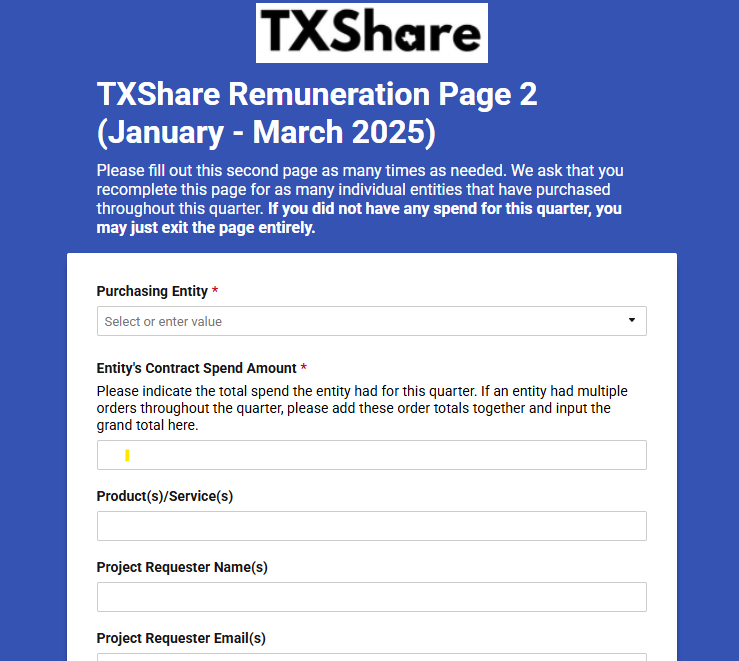 TXShare
TXShare Remuneration Page 2
(January - March 2025)
Please fill out this second page as many times as needed. We ask that you
recomplete this page for as many individual entities that have purchased
throughout this quarter. If you did not have any spend for this quarter, you
may just exit the page entirely.
Purchasing Entity *
Select or enter value
Entity's Contract Spend Amount *
Please indicate the total spend the entity had for this quarter. If an entity had multiple
orders throughout the quarter, please add these order totals together and input the
grand total here.
Product(s)/Service(s)
Project Requester Name(s)
Project Requester Email(s)